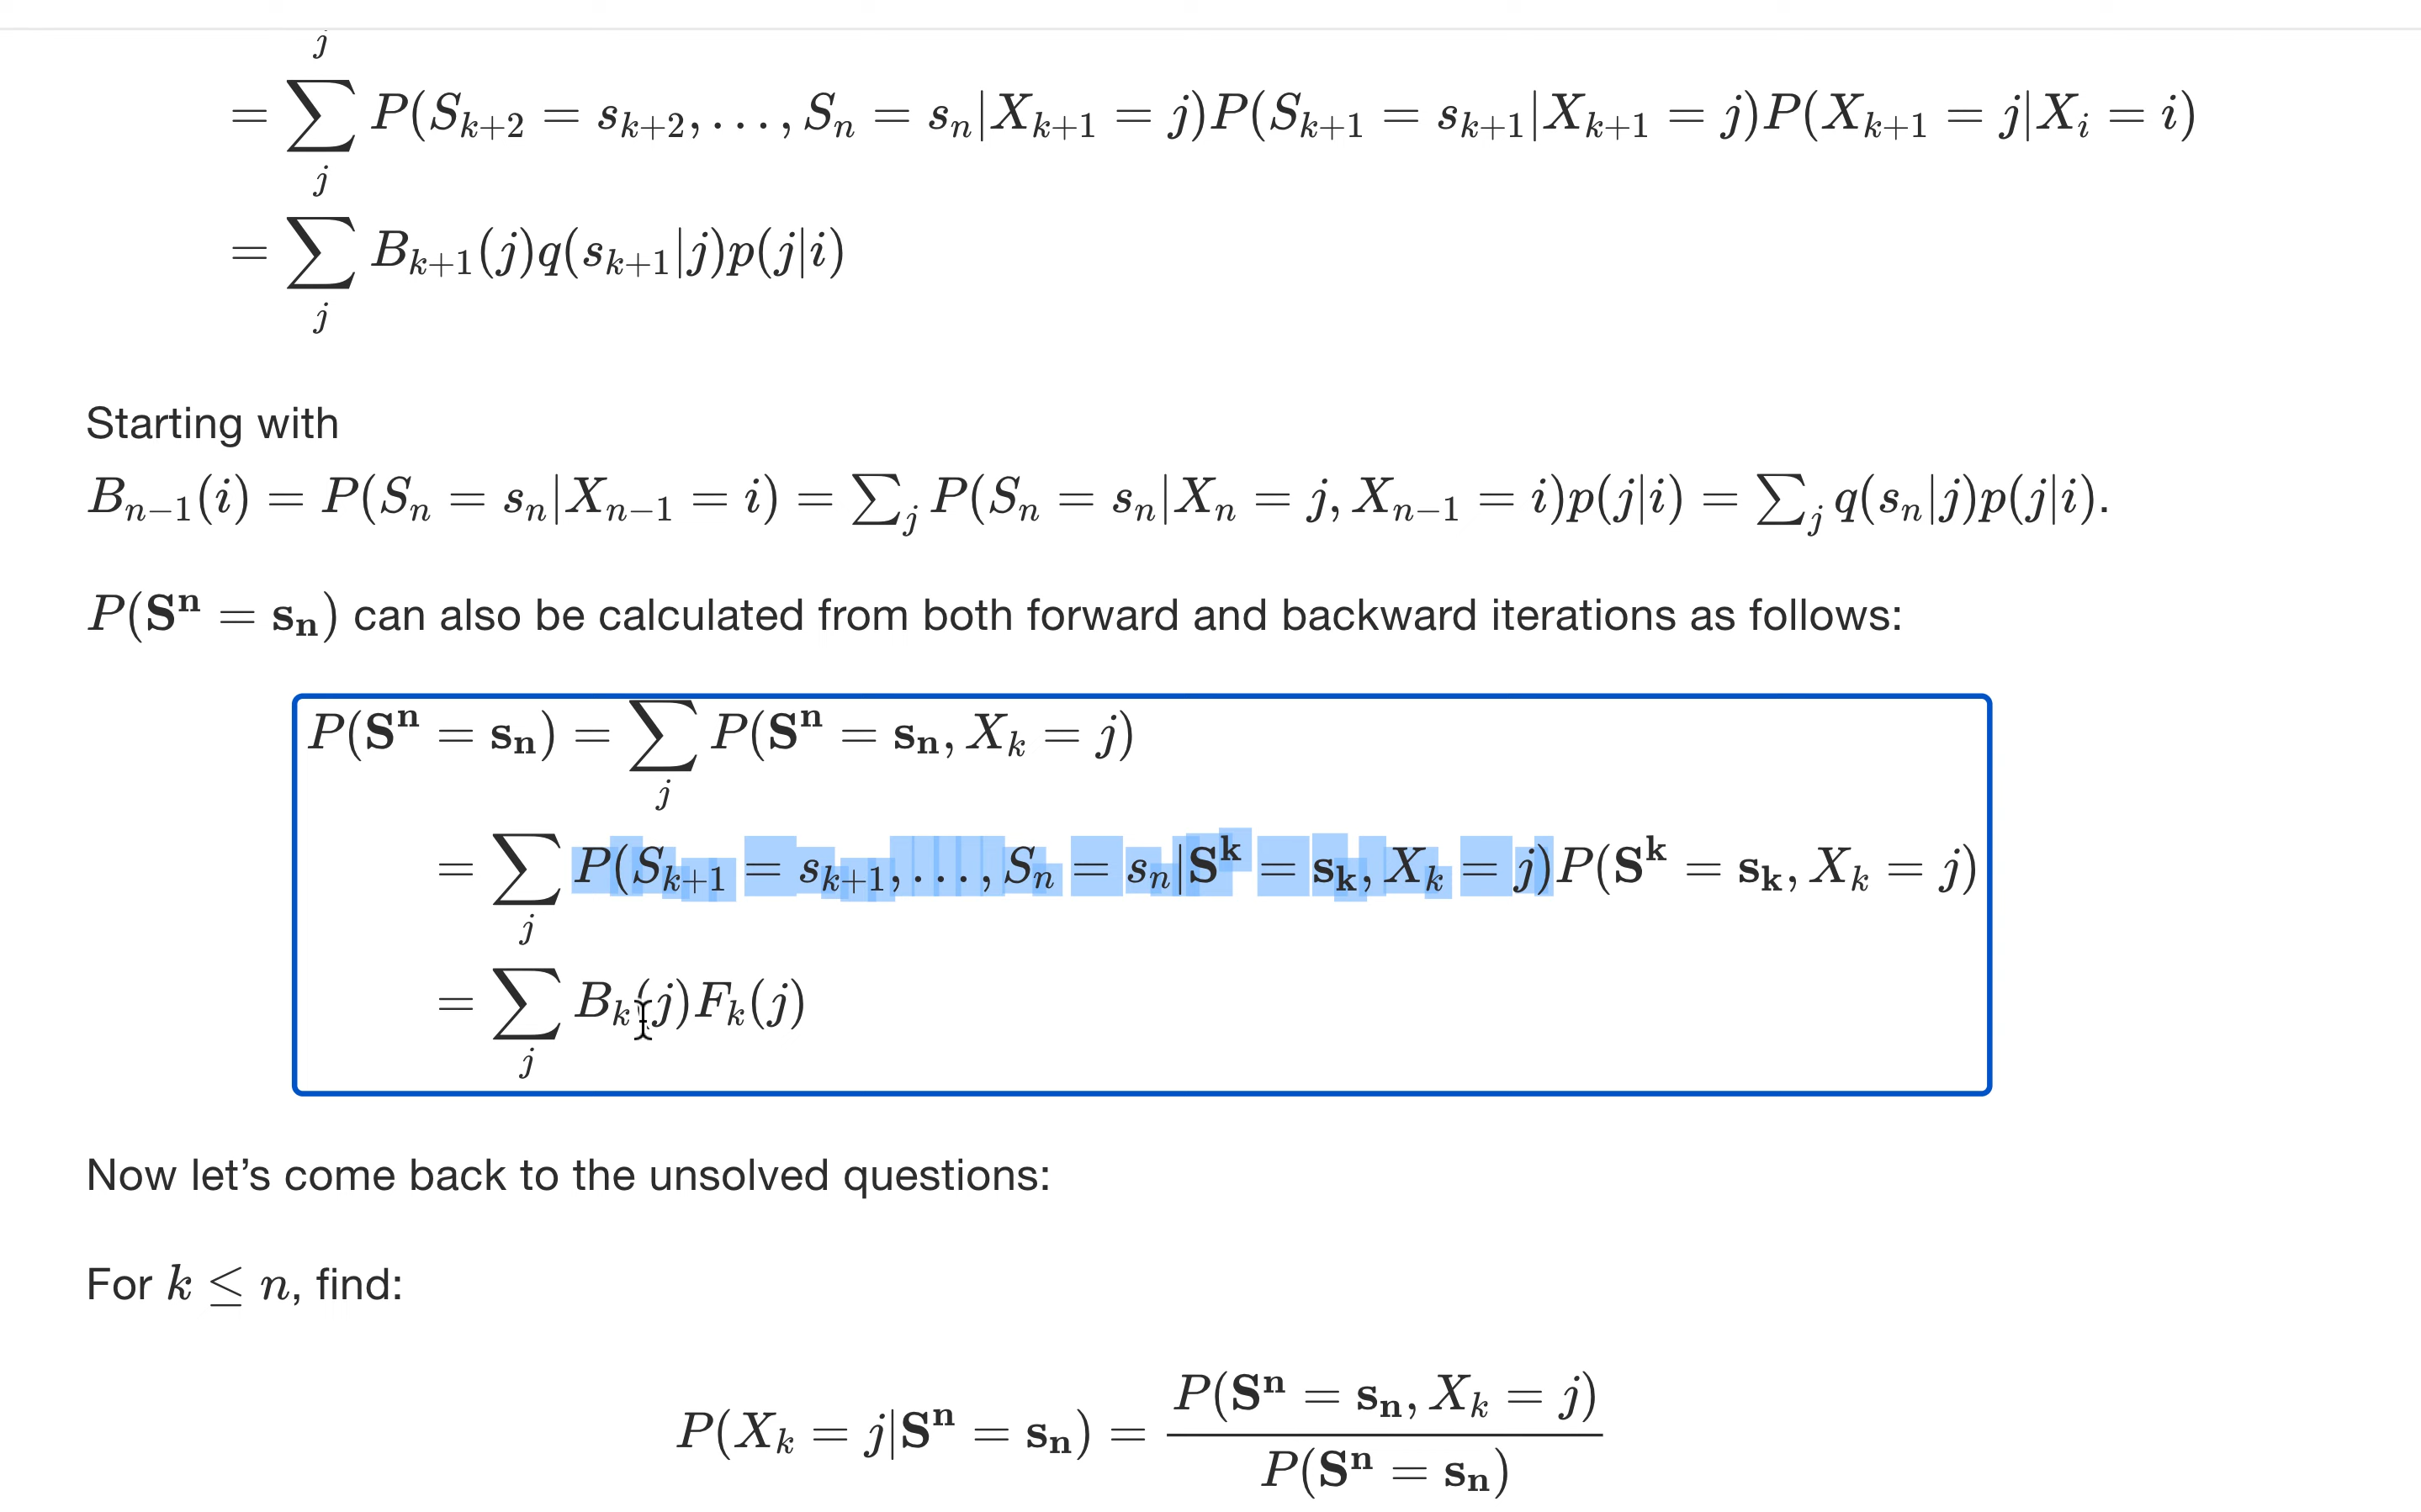 j
= ∑_j P(S_{k+2} = s_{k+2}, . . . , S_n = s_n|X_{k+1} = j)P(S_{k+1} = s_{k+1}|X_{k+1} = j)P(X_{k+1} = j|X_i = i)
= ∑_j B_{k+1}(j)q(s_{k+1}|j)p(j|i)
Starting with
B_{n−1}(i) = P(S_n = s_n|X_{n−1} = i) = ∑_j P(S_n = s_n|X_n = j, X_{n−1} = i)p(j|i) = ∑_j q(s_n|j)p(j|i).
P(𝐒^𝐧 = 𝐬_𝐧) can also be calculated from both forward and backward iterations as follows:
P(𝐒^𝐧 = 𝐬_𝐧) = ∑_j P(𝐒^𝐧 = 𝐬_𝐧, X_k = j)
= ∑_j P(S_{k+1} = s_{k+1}, . . . , S_n = s_n|𝐒^𝐤 = 𝐬_𝐤, X_k = j)P(𝐒^𝐤 = 𝐬_𝐤, X_k = j)
= ∑_j B_k(j)F_k(j)
Now let’s come back to the unsolved questions:
For k ≤ n, find:
P(X_k = j|𝐒^𝐧 = 𝐬_𝐧) = \frac{P(𝐒^𝐧 = 𝐬_𝐧, X_k = j)}{P(𝐒^𝐧 = 𝐬_𝐧)}